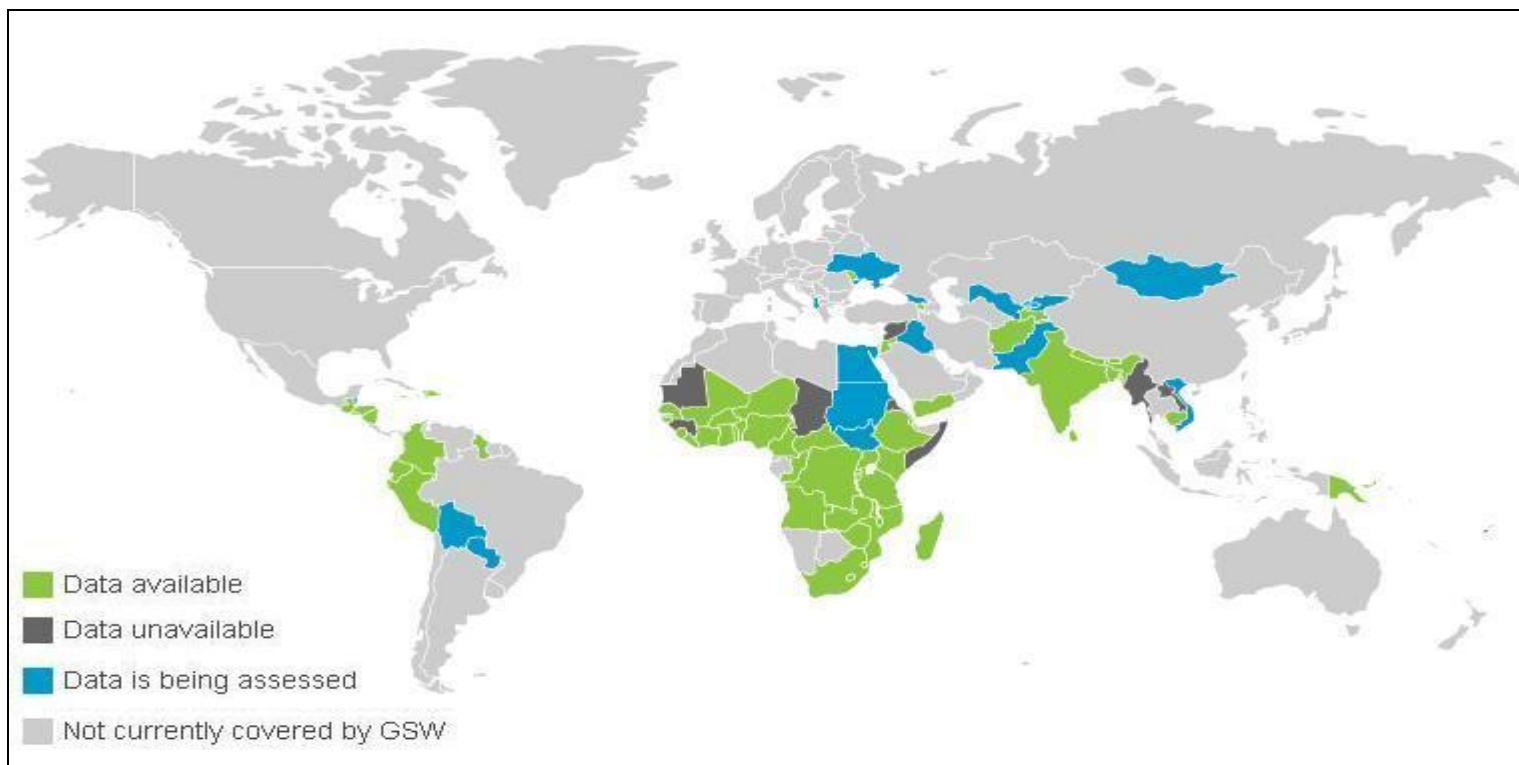 Data available
Data unavailable
Data is being assessed
Not currently covered by GSW